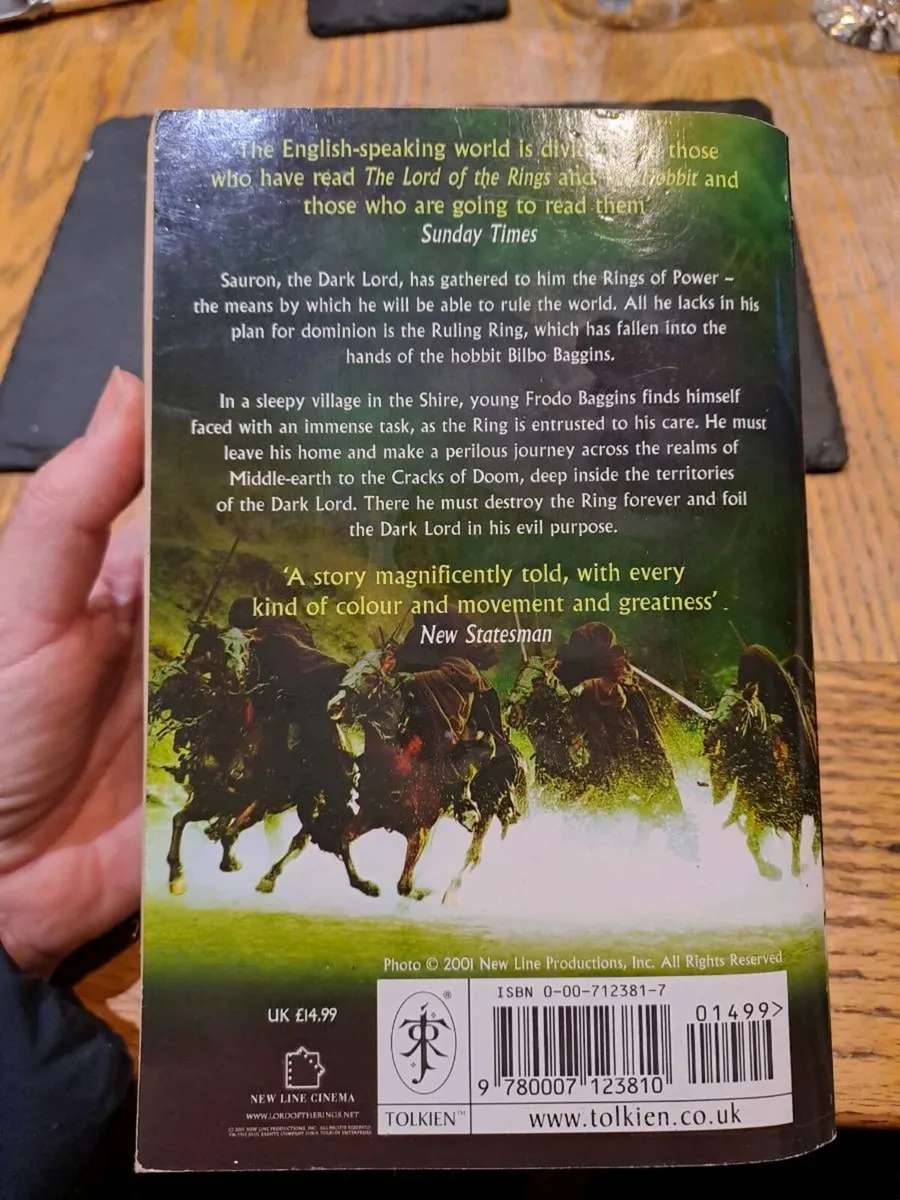 'The English-speaking world is those
who have read The Lord of the Rings and Hobbit and
those who are going to read them'
Sunday Times
Sauron, the Dark Lord, has gathered to him the Rings of Power –
the means by which he will be able to rule the world. All he lacks in his
plan for dominion is the Ruling Ring, which has fallen into the
hands of the hobbit Bilbo Baggins.
In a sleepy village in the Shire, young Frodo Baggins finds himself
faced with an immense task, as the Ring is entrusted to his care. He must
leave his home and make a perilous journey across the realms of
Middle-earth to the Cracks of Doom, deep inside the territories
of the Dark Lord. There he must destroy the Ring forever and foil
the Dark Lord in his evil purpose.
'A story magnificently told, with every
kind of colour and movement and greatness'
New Statesman
Photo © 2001 New Line Productions, Inc. All Rights Reserved
UK £14.99
NEW LINE CINEMA
WWW.LORDOFTHERINGS.NET
®
TOLKIEN™
ISBN 0-00-712381-7
01499>
9 780007 123810
www.tolkien.co.uk